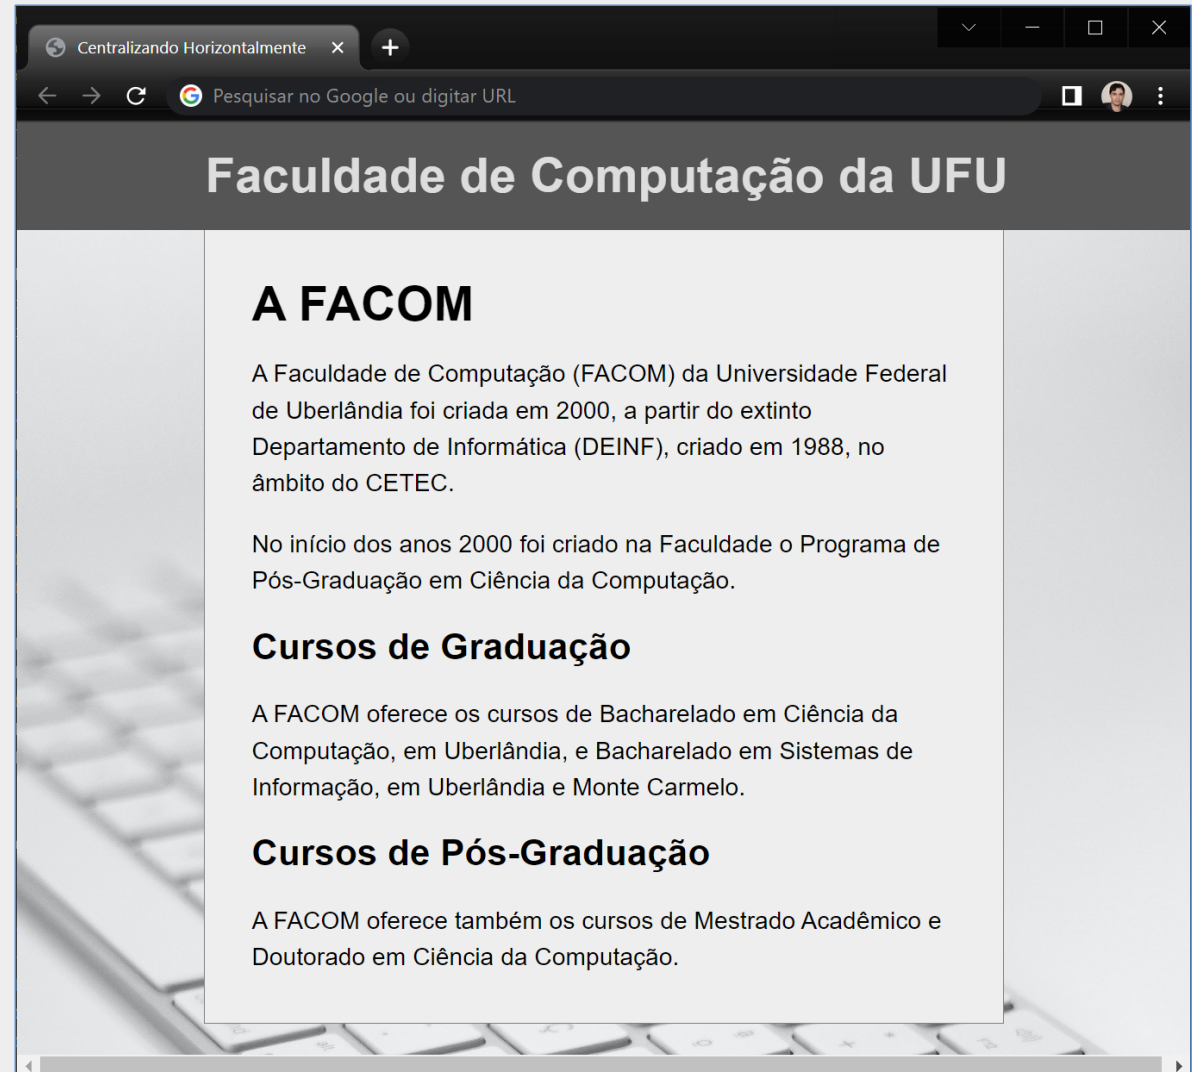 Centralizando Horizontalmente
Pesquisar no Google ou digitar URL
Faculdade de Computação da UFU
A FACOM
A Faculdade de Computação (FACOM) da Universidade Federal
de Uberlândia foi criada em 2000, a partir do extinto
Departamento de Informática (DEINF), criado em 1988, no
âmbito do CETEC.
No início dos anos 2000 foi criado na Faculdade o Programa de
Pós-Graduação em Ciência da Computação.
Cursos de Graduação
A FACOM oferece os cursos de Bacharelado em Ciência da
Computação, em Uberlândia, e Bacharelado em Sistemas de
Informação, em Uberlândia e Monte Carmelo.
Cursos de Pós-Graduação
A FACOM oferece também os cursos de Mestrado Acadêmico e
Doutorado em Ciência da Computação.